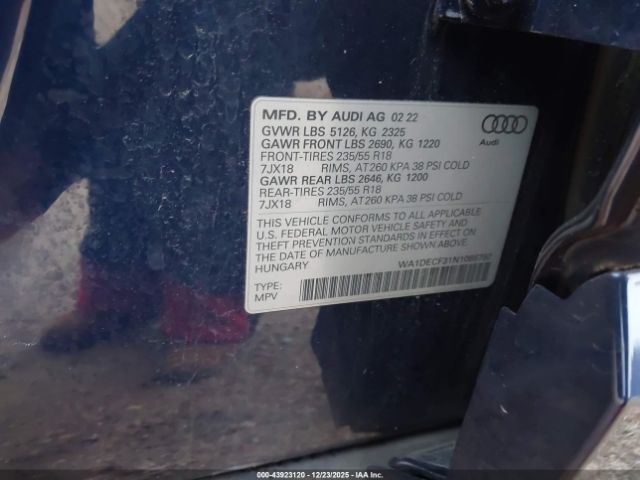 MFD. BY AUDI AG 02 22
GVWR LBS 5126, KG 2325
GAWR FRONT LBS 2690, KG 1220
FRONT-TIRES 235/55 R18
7JX18 RIMS, AT260 KPA 38 PSI COLD
GAWR REAR LBS 2646, KG 1200
REAR-TIRES 235/55 R18
7JX18 RIMS, AT260 KPA 38 PSI COLD
Audi
THIS VEHICLE CONFORMS TO ALL APPLICABLE
U.S. FEDERAL MOTOR VEHICLE SAFETY AND
THEFT PREVENTION STANDARDS IN EFFECT ON
THE DATE OF MANUFACTURE SHOWN ABOVE
HUNGARY
TYPE:
MPV
000-43923120 - 12/23/2025 - IAAI.COM